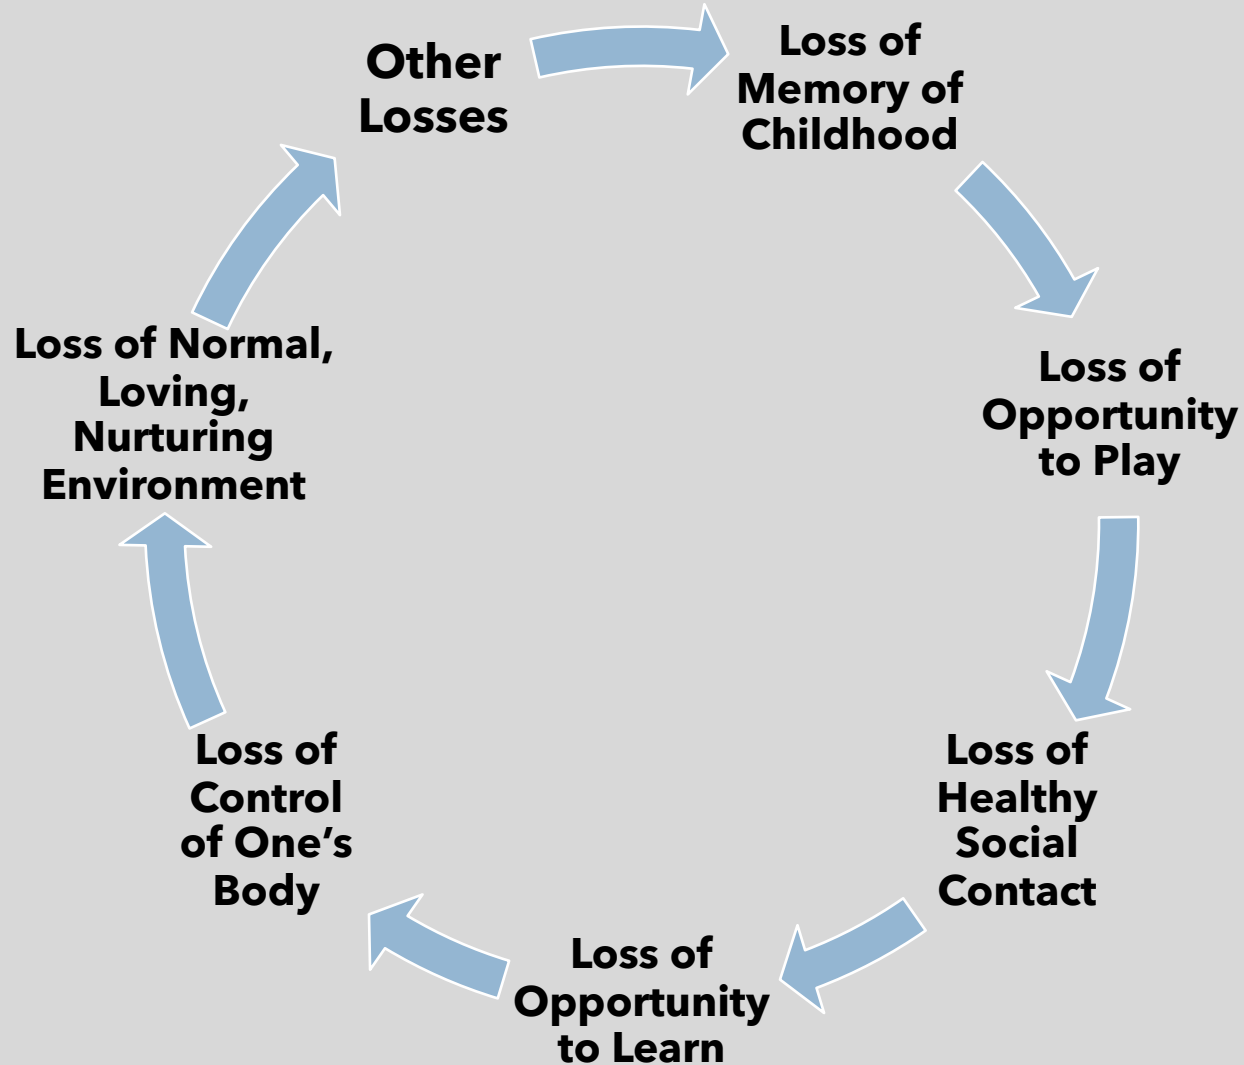 Other
Losses
Loss of
Memory of
Childhood
Loss of
Opportunity
to Play
Loss of
Healthy
Social
Contact
Loss of
Opportunity
to Learn
Loss of
Control
of One’s
Body
Loss of Normal,
Loving,
Nurturing
Environment